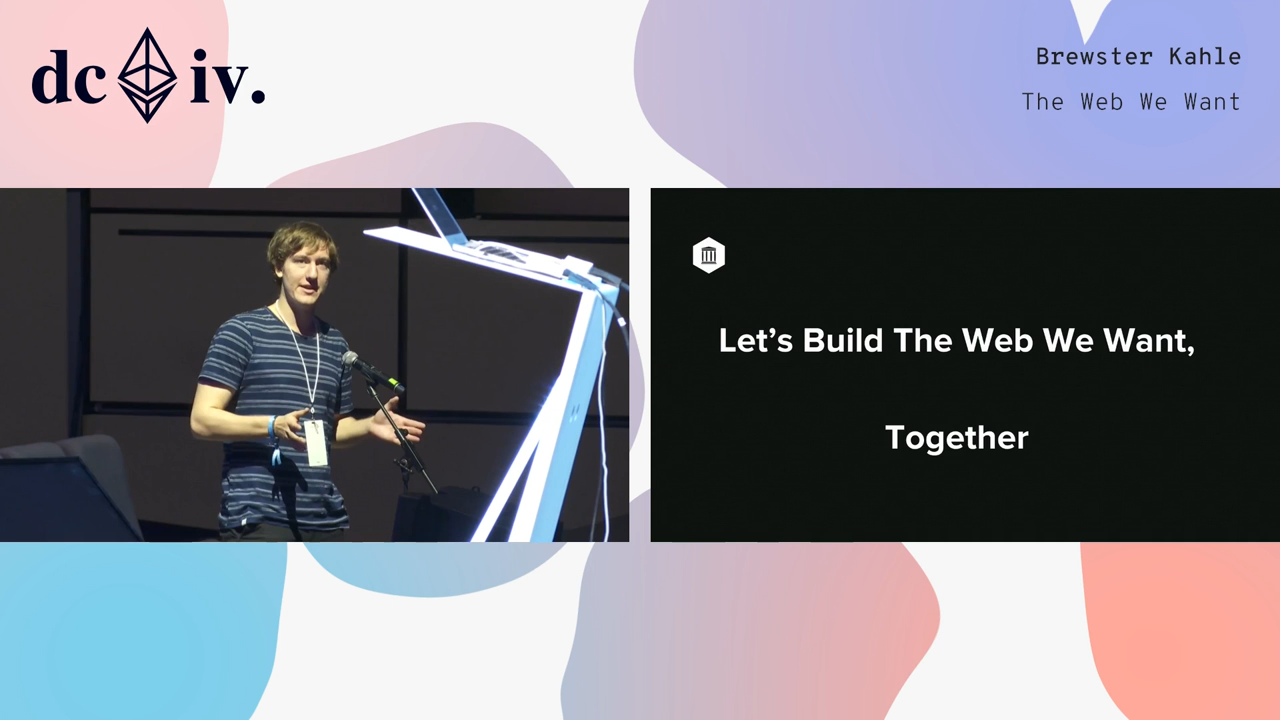 dc iv.
Brewster Kahle
The Web We Want
Let’s Build The Web We Want,
Together